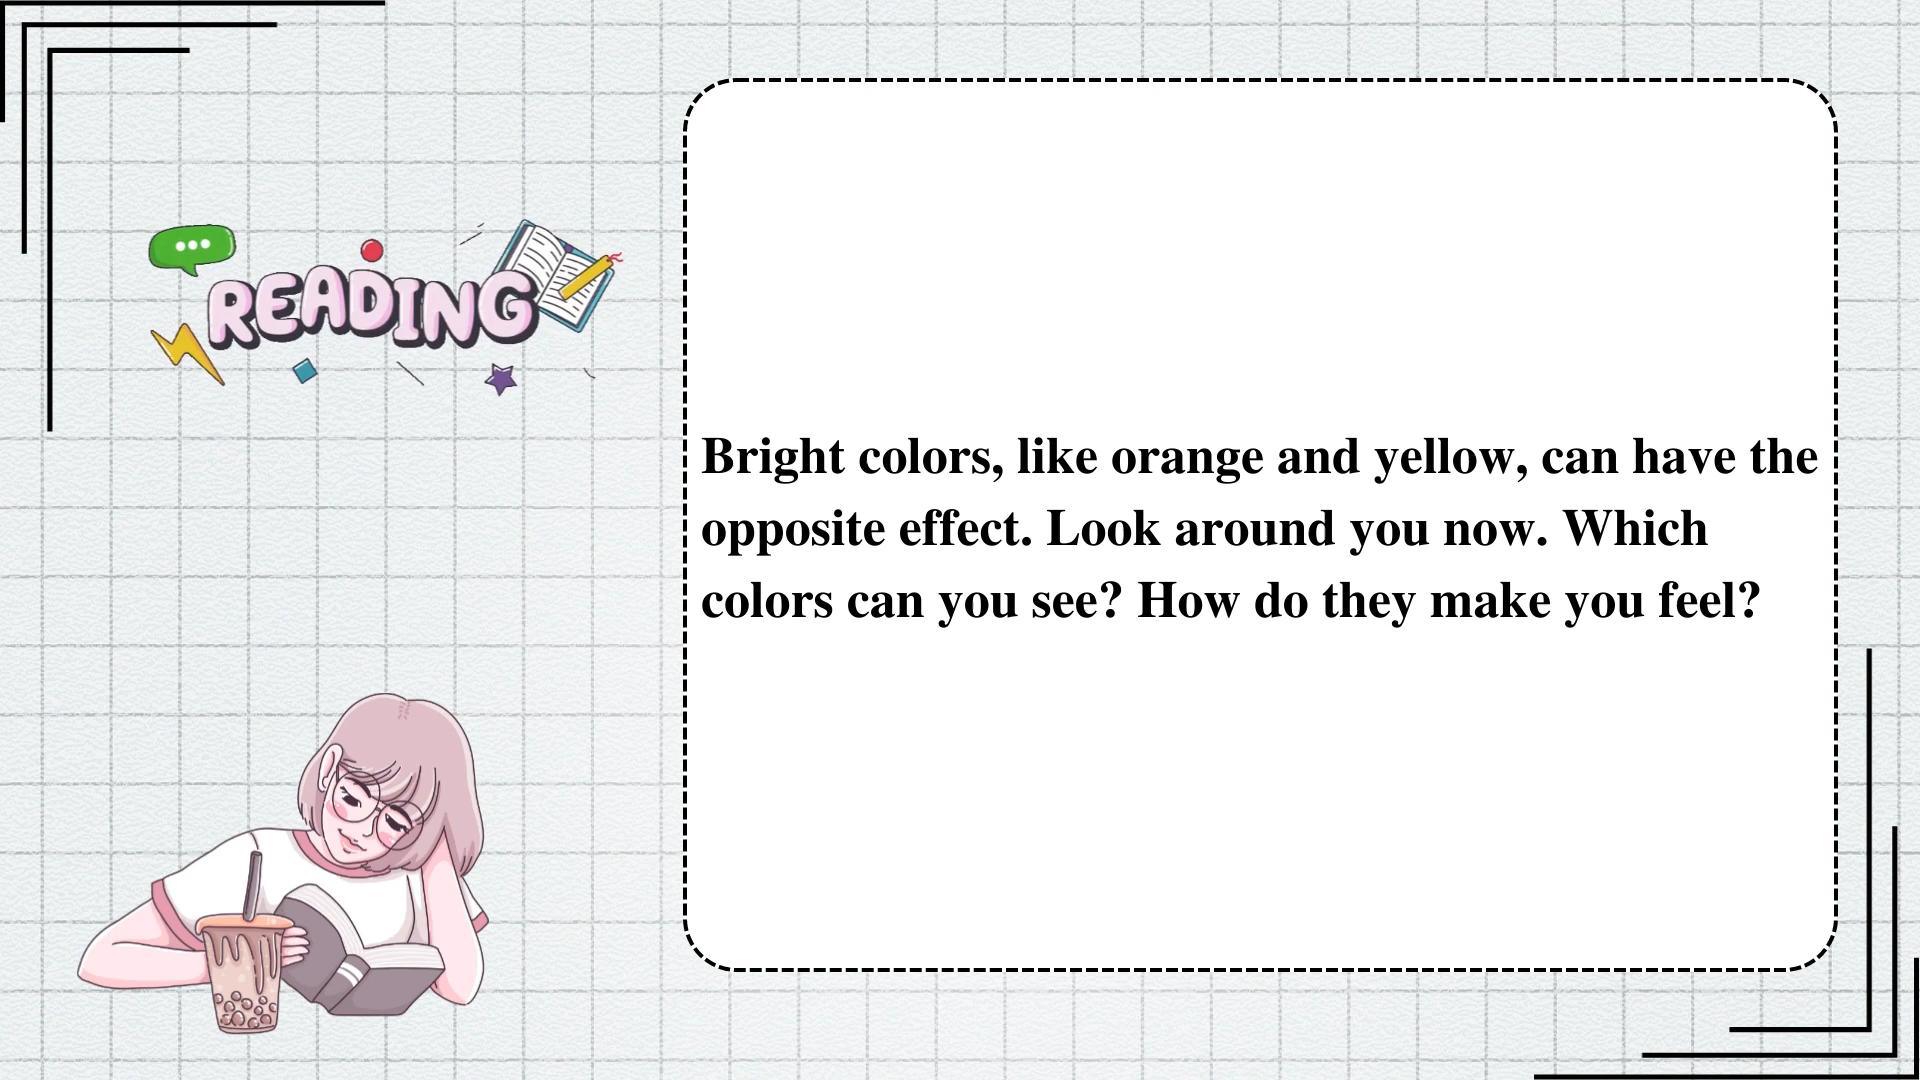 READING
Bright colors, like orange and yellow, can have the
opposite effect. Look around you now. Which
colors can you see? How do they make you feel?